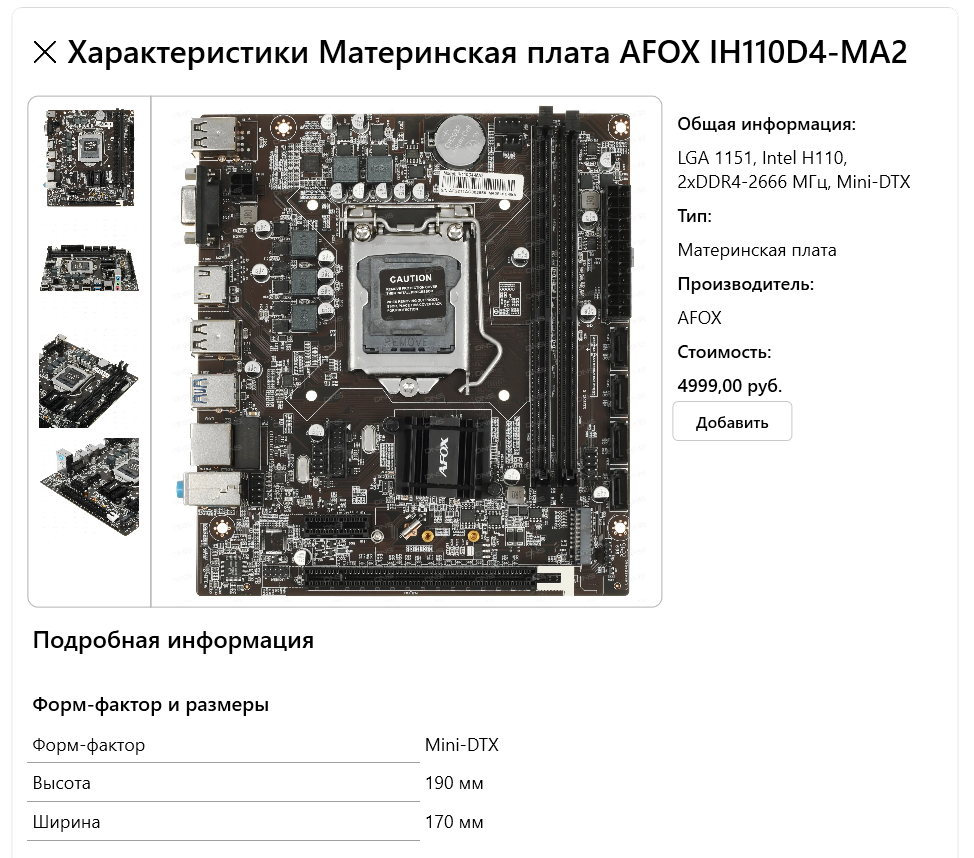 Характеристики Материнская плата AFOX IH110D4-MA2
CAUTION
AFOX
Общая информация:
LGA 1151, Intel H110,
2xDDR4-2666 МГц, Mini-DTX
Тип:
Материнская плата
Производитель:
AFOX
Стоимость:
4999,00 руб.
Добавить
Подробная информация
Форм-фактор и размеры
Форм-фактор Mini-DTX
Высота 190 мм
Ширина 170 мм